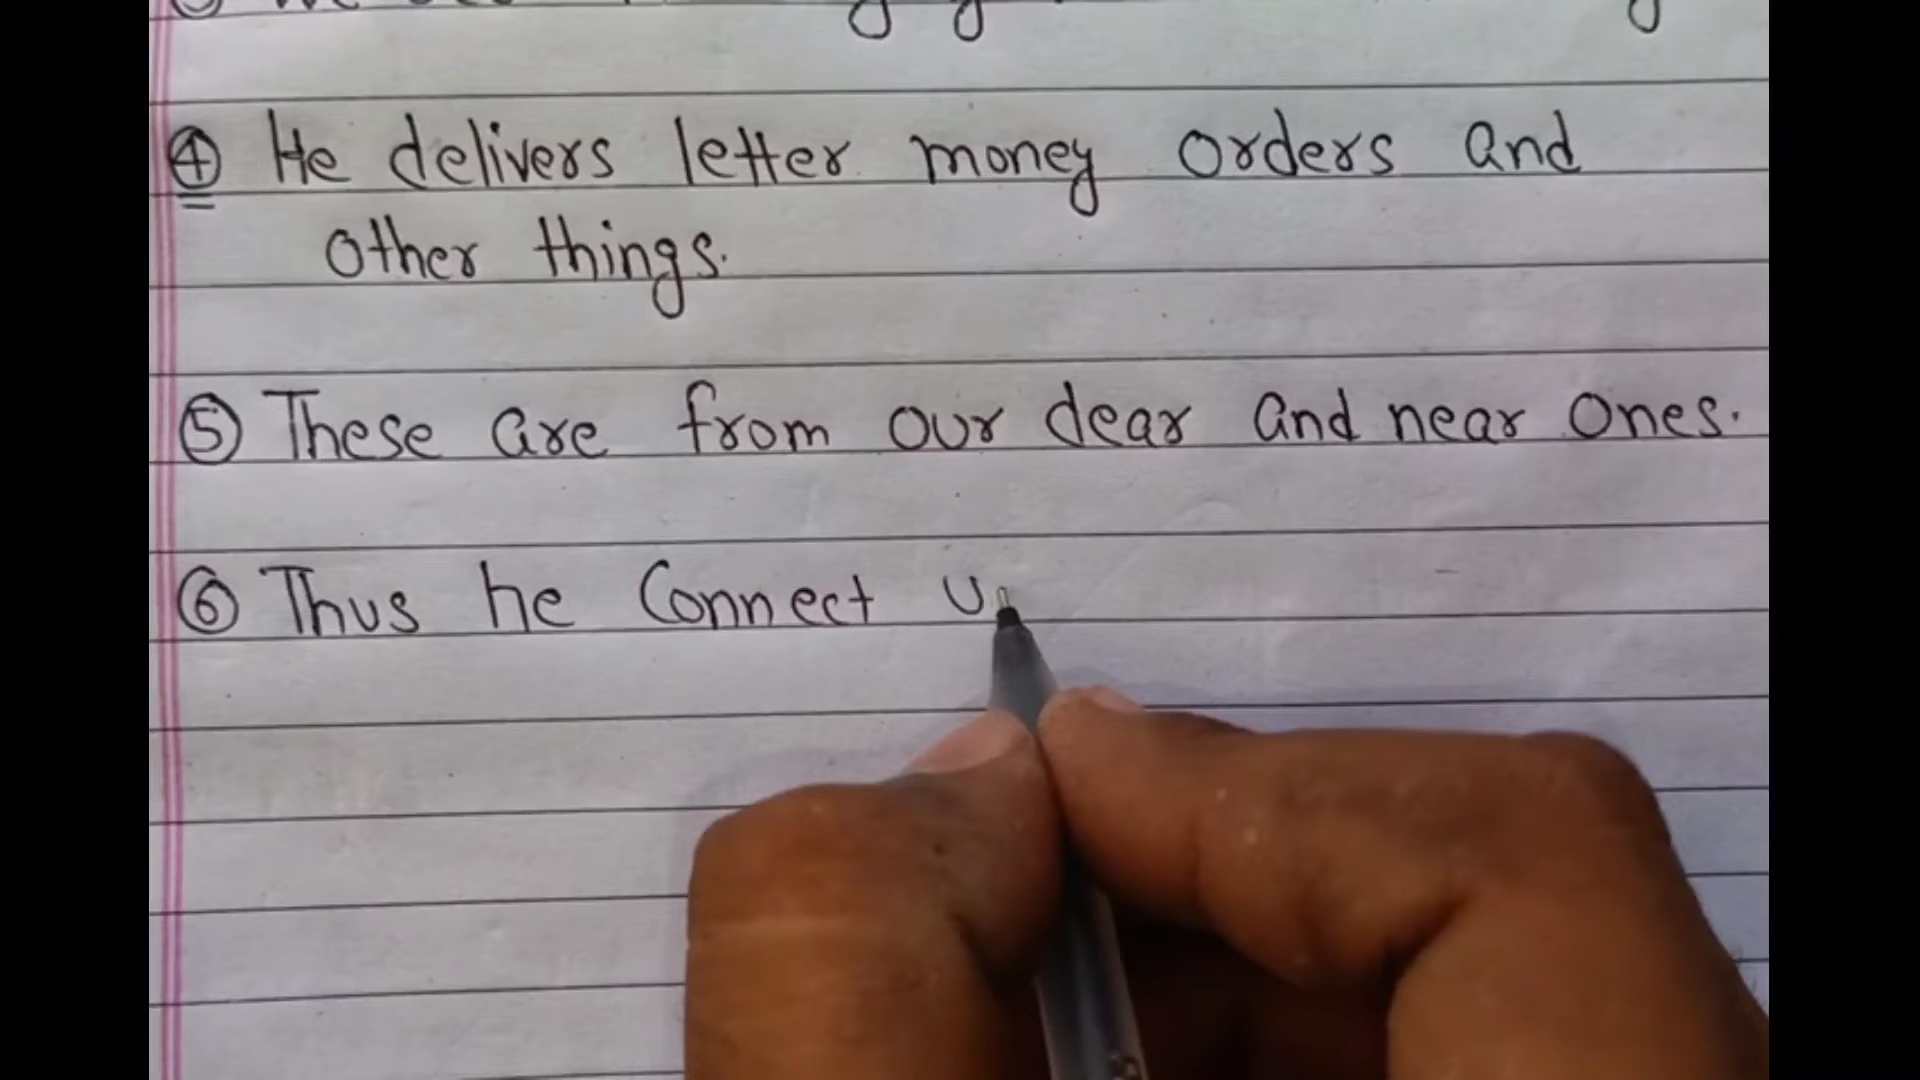 ④ He delivers letter money orders and
other things.
⑤ These are from our dear and near ones.
⑥ Thus he Connect u